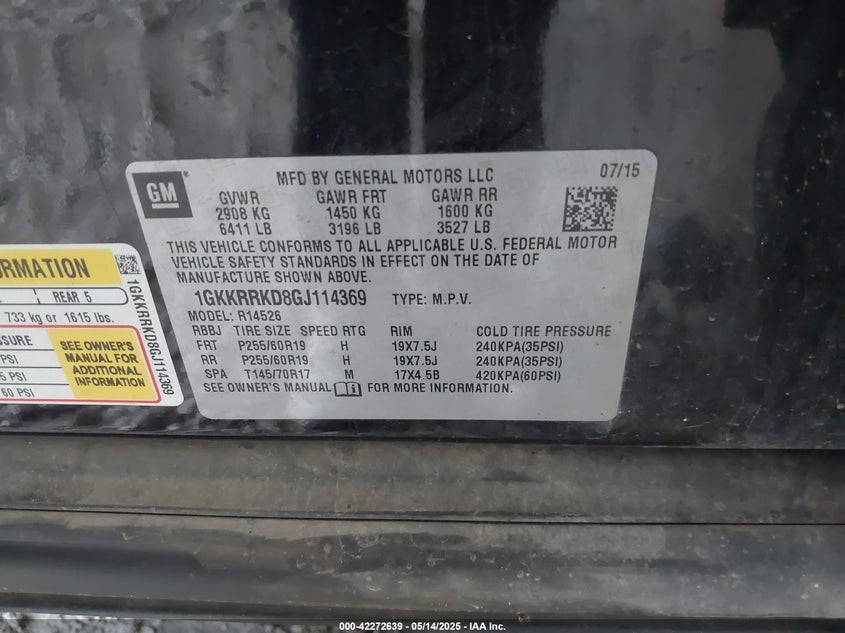 MFD BY GENERAL MOTORS LLC 07/15
GM
GVWR GAWR FRT GAWR RR
2908 KG 1450 KG 1600 KG
6411 LB 3196 LB 3527 LB
THIS VEHICLE CONFORMS TO ALL APPLICABLE U.S. FEDERAL MOTOR
VEHICLE SAFETY STANDARDS IN EFFECT ON THE DATE OF
MANUFACTURE SHOWN ABOVE.
1GKKRRKD8GJ114369 TYPE: M.P.V.
MODEL: R14526
RBBJ TIRE SIZE SPEED RTG RIM COLD TIRE PRESSURE
FRT P255/60R19 H 19X7.5J 240KPA(35PSI)
RR P255/60R19 H 19X7.5J 240KPA(35PSI)
SPA T145/70R17 M 17X4.5B 420KPA(60PSI)
SEE OWNER'S MANUAL FOR MORE INFORMATION.
ORMATION
REAR 5
733 kg or 1615 lbs.
SSURE
PSI
5 PSI
60 PSI
SEE OWNER'S
MANUAL FOR
ADDITIONAL
INFORMATION
1GKKRRKD8GJ114369
000-42272639 - 05/14/2025 - IAA Inc.